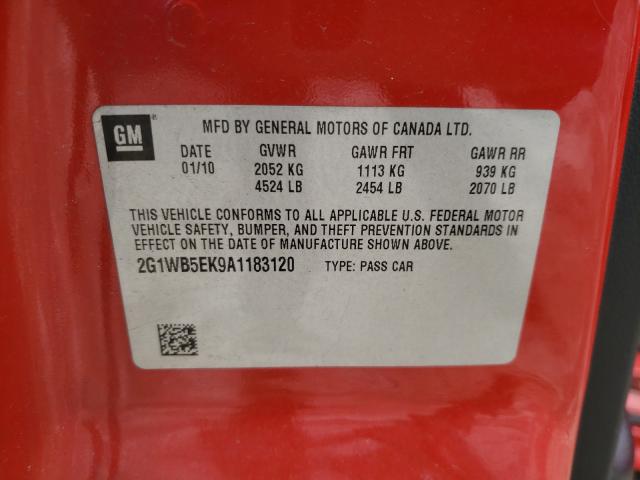 GM®
MFD BY GENERAL MOTORS OF CANADA LTD.
DATE GVWR GAWR FRT GAWR RR
01/10 2052 KG 1113 KG 939 KG
4524 LB 2454 LB 2070 LB
THIS VEHICLE CONFORMS TO ALL APPLICABLE U.S. FEDERAL MOTOR
VEHICLE SAFETY, BUMPER, AND THEFT PREVENTION STANDARDS IN
EFFECT ON THE DATE OF MANUFACTURE SHOWN ABOVE.
2G1WB5EK9A1183120 TYPE: PASS CAR